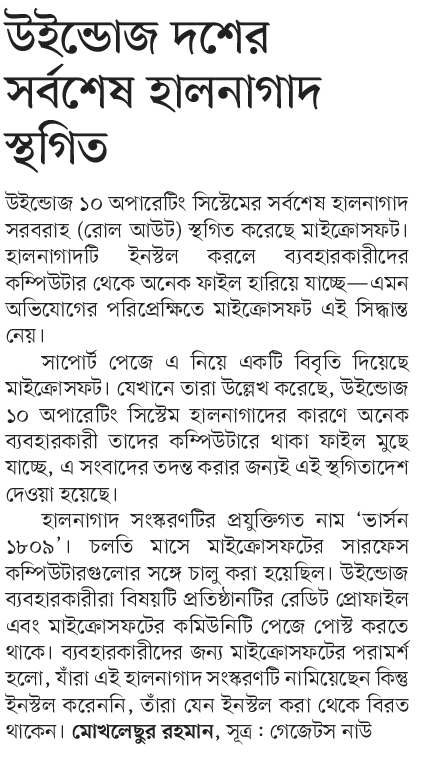 উইন্ডোজ দশের
সর্বশেষ হালনাগাদ
স্থগিত
উইন্ডোজ ১০ অপারেটিং সিস্টেমের সর্বশেষ হালনাগাদ
সরবরাহ (রোল আউট) স্থগিত করেছে মাইক্রোসফট।
হালনাগাদটি ইনস্টল করলে ব্যবহারকারীদের
কম্পিউটার থেকে অনেক ফাইল হারিয়ে যাচ্ছে—এমন
অভিযোগের পরিপ্রেক্ষিতে মাইক্রোসফট এই সিদ্ধান্ত
নেয়।
সাপোর্ট পেজে এ নিয়ে একটি বিবৃতি দিয়েছে
মাইক্রোসফট। যেখানে তারা উল্লেখ করেছে, উইন্ডোজ
১০ অপারেটিং সিস্টেম হালনাগাদের কারণে অনেক
ব্যবহারকারী তাদের কম্পিউটারে থাকা ফাইল মুছে
যাচ্ছে, এ সংবাদের তদন্ত করার জন্যই এই স্থগিতাদেশ
দেওয়া হয়েছে।
হালনাগাদ সংস্করণটির প্রযুক্তিগত নাম ‘ভার্সন
১৮০৯’। চলতি মাসে মাইক্রোসফটের সারফেস
কম্পিউটারগুলোর সঙ্গে চালু করা হয়েছিল। উইন্ডোজ
ব্যবহারকারীরা বিষয়টি প্রতিষ্ঠানটির রেডিট প্রোফাইল
এবং মাইক্রোসফটের কমিউনিটি পেজে পোস্ট করতে
থাকে। ব্যবহারকারীদের জন্য মাইক্রোসফটের পরামর্শ
হলো, যাঁরা এই হালনাগাদ সংস্করণটি নামিয়েছেন কিন্তু
ইনস্টল করেননি, তাঁরা যেন ইনস্টল করা থেকে বিরত
থাকেন। মোখলেছুর রহমান, সূত্র : গেজেটস নাউ